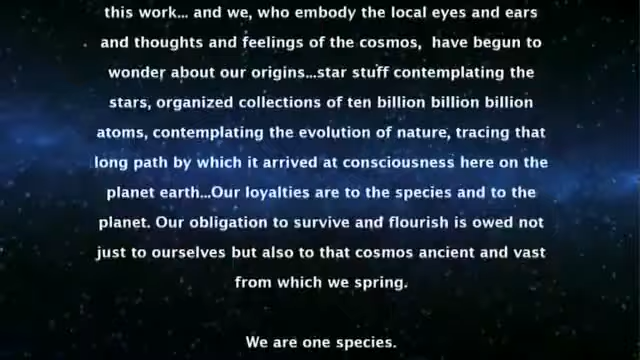 this work... and we, who embody the local eyes and ears
and thoughts and feelings of the cosmos, have begun to
wonder about our origins...star stuff contemplating the
stars, organized collections of ten billion billion billion
atoms, contemplating the evolution of nature, tracing that
long path by which it arrived at consciousness here on the
planet earth...Our loyalties are to the species and to the
planet. Our obligation to survive and flourish is owed not
just to ourselves but also to that cosmos ancient and vast
from which we spring.
We are one species.